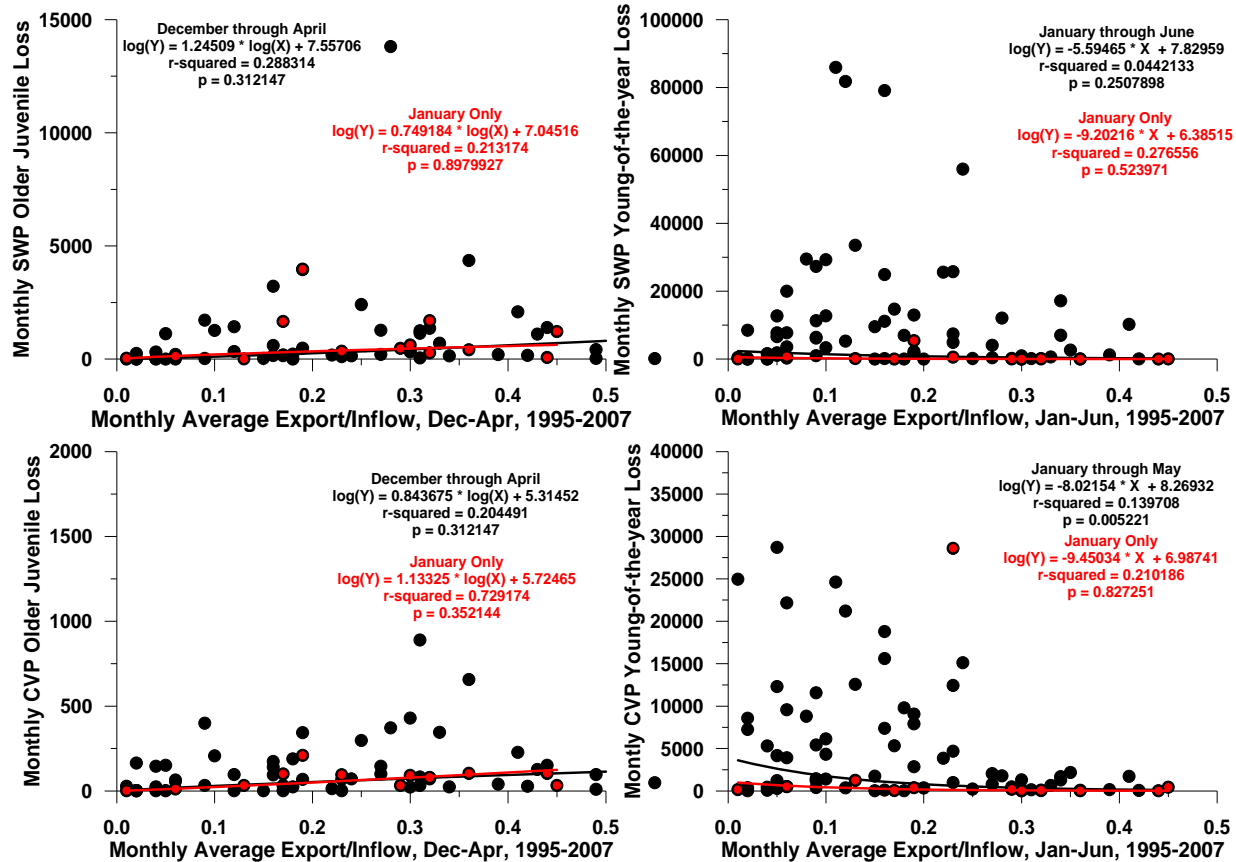 Monthly SWP Older Juvenile Loss
15000
10000
5000
0
December through April
log(Y) = 1.24509 * log(X) + 7.55706
r-squared = 0.288314
p = 0.312147
January Only
log(Y) = 0.749184 * log(X) + 7.04516
r-squared = 0.213174
p = 0.8979927
0.0 0.1 0.2 0.3 0.4 0.5
Monthly Average Export/Inflow, Dec-Apr, 1995-2007
Monthly SWP Young-of-the-year Loss
100000
80000
60000
40000
20000
0
January through June
log(Y) = -5.59465 * X + 7.82959
r-squared = 0.0442133
p = 0.2507898
January Only
log(Y) = -9.20216 * X + 6.38515
r-squared = 0.276556
p = 0.523971
0.0 0.1 0.2 0.3 0.4 0.5
Monthly Average Export/Inflow, Jan-Jun, 1995-2007
Monthly CVP Older Juvenile Loss
2000
1500
1000
500
0
December through April
log(Y) = 0.843675 * log(X) + 5.31452
r-squared = 0.204491
p = 0.312147
January Only
log(Y) = 1.13325 * log(X) + 5.72465
r-squared = 0.729174
p = 0.352144
0.0 0.1 0.2 0.3 0.4 0.5
Monthly Average Export/Inflow, Dec-Apr, 1995-2007
Montly CVP Young-of-the-year Loss
40000
35000
30000
25000
20000
15000
10000
5000
0
January through May
log(Y) = -8.02154 * X + 8.26932
r-squared = 0.139708
p = 0.005221
January Only
log(Y) = -9.45034 * X + 6.98741
r-squared = 0.210186
p = 0.827251
0.0 0.1 0.2 0.3 0.4 0.5
Monthly Average Export/Inflow, Jan-Jun, 1995-2007